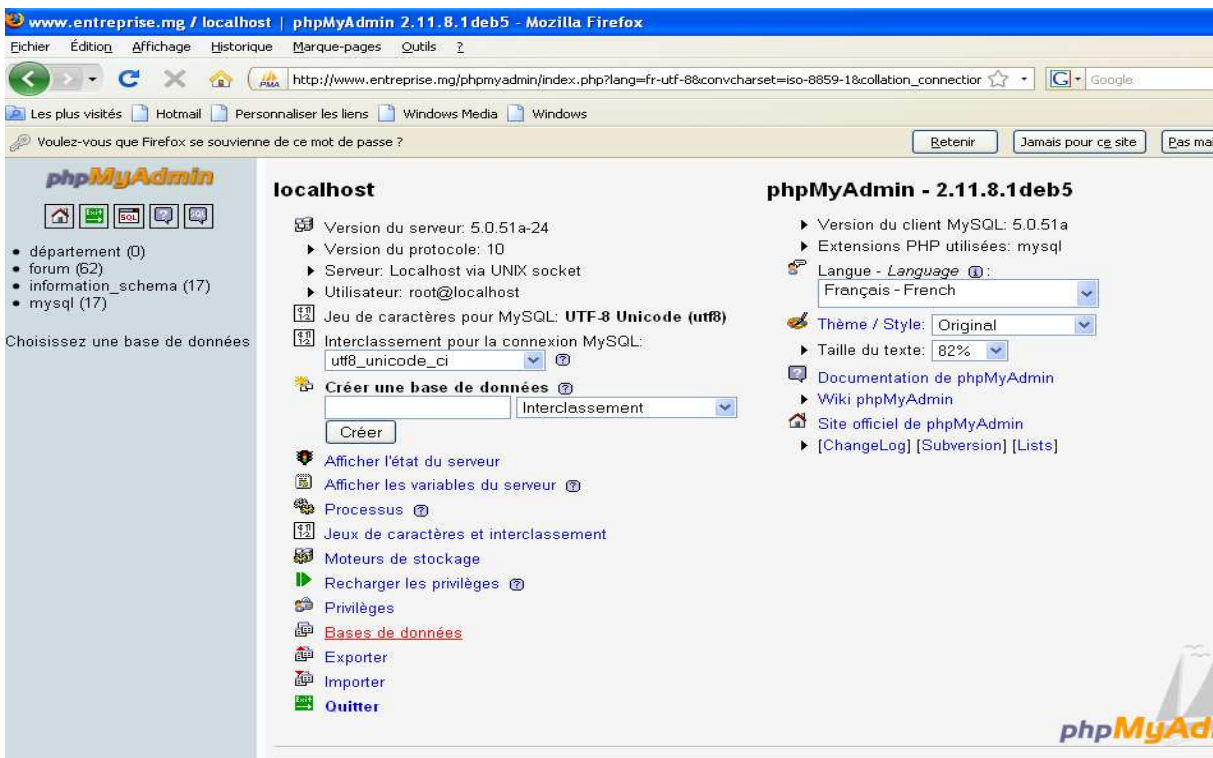 www.entreprise.mg / localhost | phpMyAdmin 2.11.8.1deb5 - Mozilla Firefox
Fichier Édition Affichage Historique Marque-pages Outils ?
http://www.entreprise.mg/phpmyadmin/index.php?lang=fr-utf-8&convcharset=iso-8859-1&collation_connection Google
Les plus visités Hotmail Personnaliser les liens Windows Media Windows
Voulez-vous que Firefox se souvienne de ce mot de passe ? Retenir Jamais pour ce site Pas mai
phpMyAdmin
département (0)
forum (62)
information_schema (17)
mysql (17)
Choisissez une base de données
localhost
Version du serveur: 5.0.51a-24
Version du protocole: 10
Serveur: Localhost via UNIX socket
Utilisateur: root@localhost
Jeu de caractères pour MySQL: UTF-8 Unicode (utf8)
Interclassement pour la connexion MySQL:
utf8_unicode_ci
Créer une base de données
Interclassement
Créer
Afficher l'état du serveur
Afficher les variables du serveur
Processus
Jeux de caractères et interclassement
Moteurs de stockage
Recharger les privilèges
Privilèges
Bases de données
Exporter
Importer
Quitter
phpMyAdmin - 2.11.8.1deb5
Version du client MySQL: 5.0.51a
Extensions PHP utilisées: mysql
Langue - Language :
Français - French
Thème / Style: Original
Taille du texte: 82%
Documentation de phpMyAdmin
Wiki phpMyAdmin
Site officiel de phpMyAdmin
[ChangeLog] [Subversion] [Lists]
phpMyAd